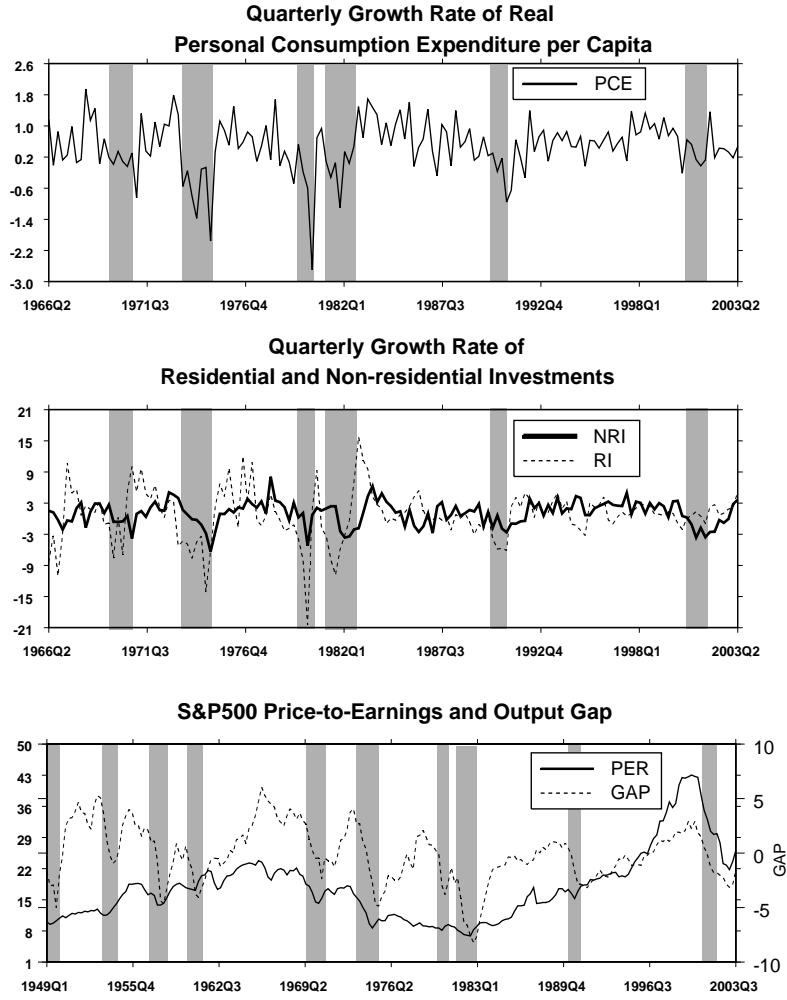 Quarterly Growth Rate of Real
Personal Consumption Expenditure per Capita
2.6
1.8
1.0
0.2
-0.6
-1.4
-2.2
-3.0
PCE
1966Q2 1971Q3 1976Q4 1982Q1 1987Q3 1992Q4 1998Q1 2003Q2
Quarterly Growth Rate of
Residential and Non-residential Investments
21
15
9
3
-3
-9
-15
-21
NRI
RI
1966Q2 1971Q3 1976Q4 1982Q1 1987Q3 1992Q4 1998Q1 2003Q2
S&P500 Price-to-Earnings and Output Gap
50
43
36
29
22
15
8
1
PER
GAP
10
5
0
-5
-10
GAP
1949Q1 1955Q4 1962Q3 1969Q2 1976Q2 1983Q1 1989Q4 1996Q3 2003Q3